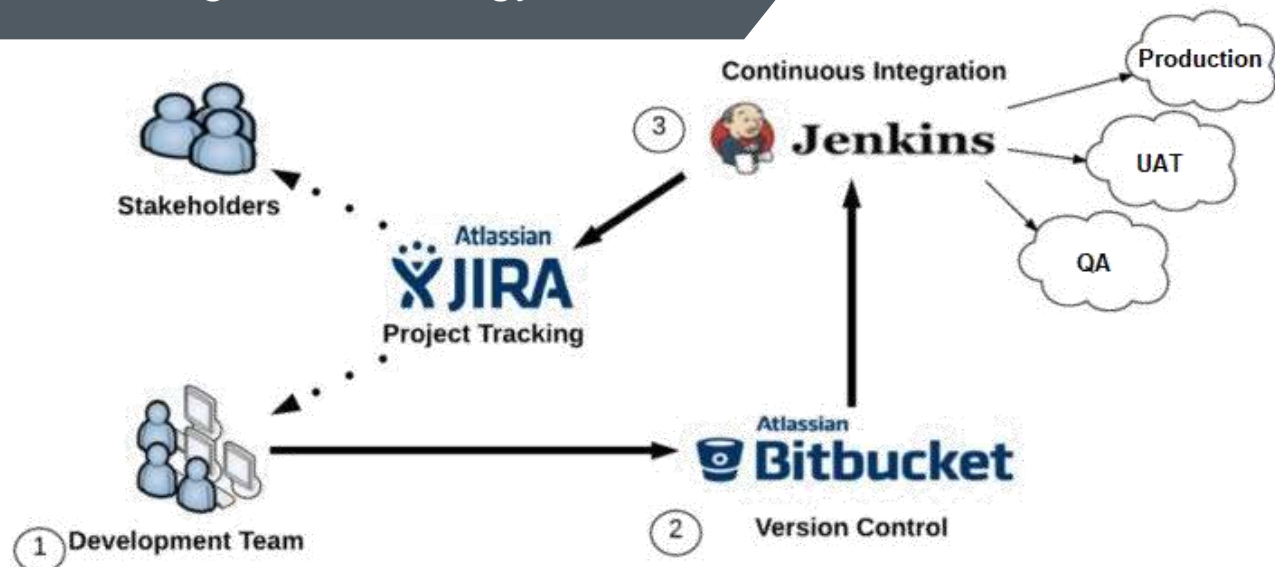 Continuous Integration
Production
3
Jenkins
UAT
Stakeholders
Atlassian
JIRA
QA
Project Tracking
Atlassian
Bitbucket
2
Version Control
1
Development Team